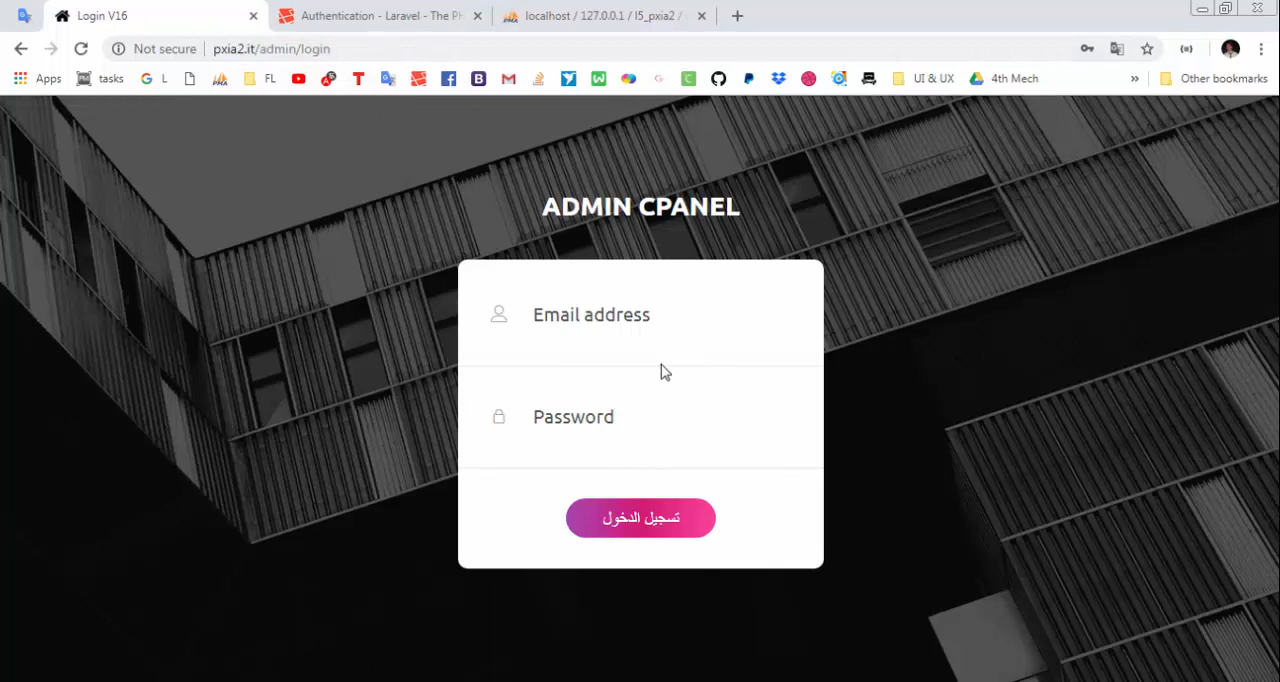 Login V16
Authentication - Laravel - The Ph
localhost / 127.0.0.1 / l5_pxia2 /
Not secure
pxia2.it/admin/login
Apps
tasks
L
FL
UI & UX
4th Mech
»
Other bookmarks
ADMIN CPANEL
Email address
Password
تسجيل الدخول